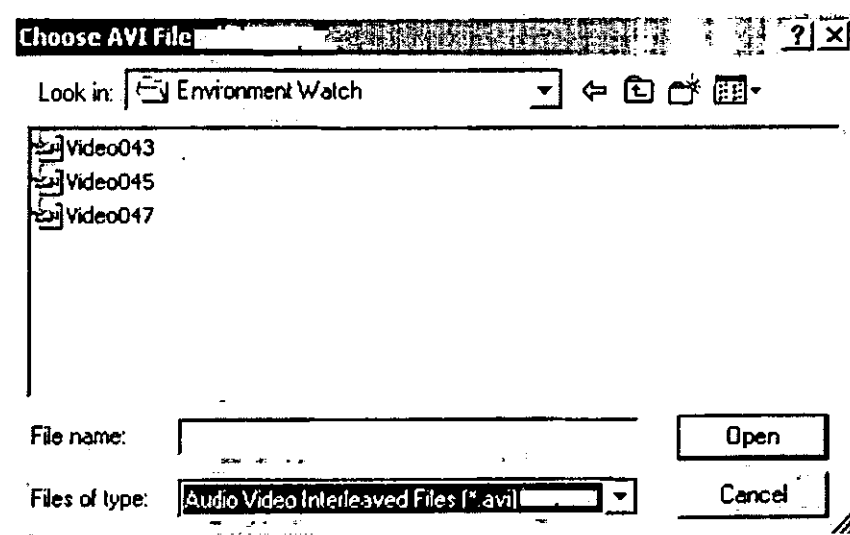 Choose AVI File
Look in: Environment Watch
Video043
Video045
Video047
File name: Open
Files of type: Audio Video Interleaved Files (*.avi) Cancel